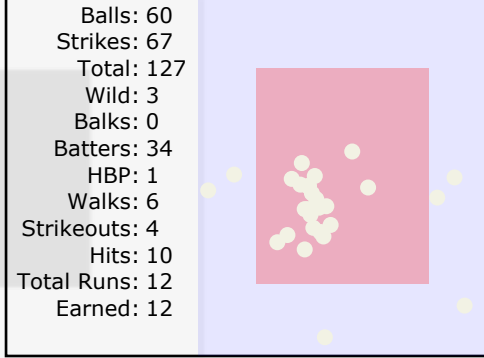 Balls: 60
Strikes: 67
Total: 127
Wild: 3
Balks: 0
Batters: 34
HBP: 1
Walks: 6
Strikeouts: 4
Hits: 10
Total Runs: 12
Earned: 12